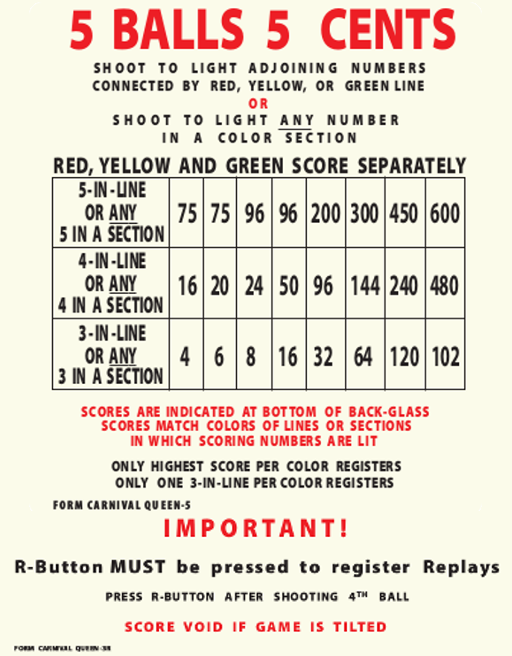 5 BALLS 5 CENTS
SHOOT TO LIGHT ADJOINING NUMBERS
CONNECTED BY RED, YELLOW, OR GREEN LINE
OR
SHOOT TO LIGHT ANY NUMBER
IN A COLOR SECTION
RED, YELLOW AND GREEN SCORE SEPARATELY
5-IN-LINE
OR ANY
5 IN A SECTION
75 75 96 96 200 300 450 600
4-IN-LINE
OR ANY
4 IN A SECTION
16 20 24 50 96 144 240 480
3-IN-LINE
OR ANY
3 IN A SECTION
4 6 8 16 32 64 120 102
SCORES ARE INDICATED AT BOTTOM OF BACK-GLASS
SCORES MATCH COLORS OF LINES OR SECTIONS
IN WHICH SCORING NUMBERS ARE LIT
ONLY HIGHEST SCORE PER COLOR REGISTERS
ONLY ONE 3-IN-LINE PER COLOR REGISTERS
FORM CARNIVAL QUEEN-5
IMPORTANT!
R-Button MUST be pressed to register Replays
PRESS R-BUTTON AFTER SHOOTING 4TH BALL
SCORE VOID IF GAME IS TILTED
FORM CARNIVAL QUEEN-3R